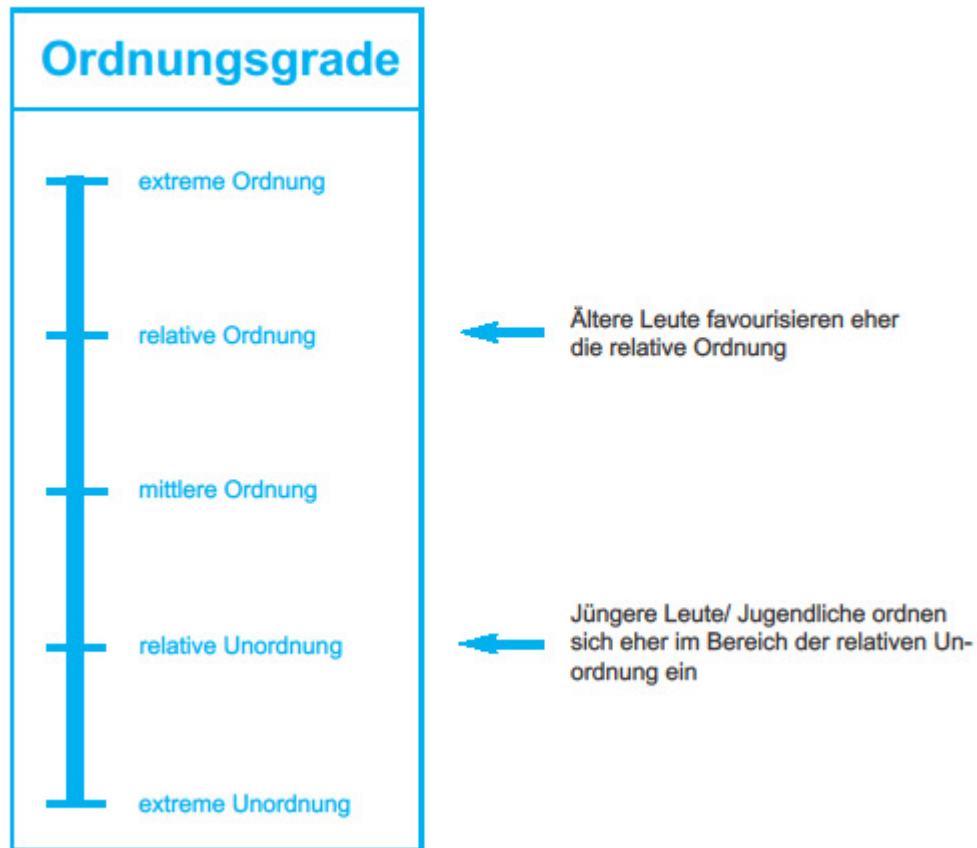 Ordnungsgrade
extreme Ordnung
relative Ordnung
Ältere Leute favourisieren eher
die relative Ordnung
mittlere Ordnung
relative Unordnung
Jüngere Leute/ Jugendliche ordnen
sich eher im Bereich der relativen Un-
ordnung ein
extreme Unordnung